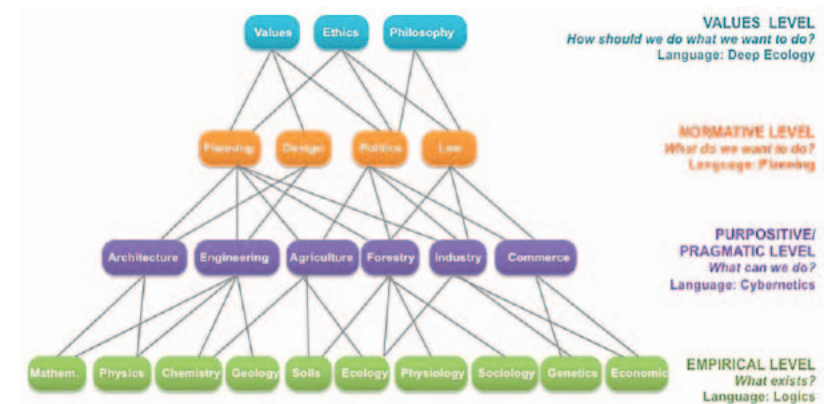 Values Ethics Philosophy
VALUES LEVEL
How should we do what we want to do?
Language: Deep Ecology
Planning Design Politics Law
NORMATIVE LEVEL
What do we want to do?
Language: Planning
Architecture Engineering Agriculture Forestry Industry Commerce
PURPOSITIVE/
PRAGMATIC LEVEL
What can we do?
Language: Cybernetics
Mathem. Physics Chemistry Geology Soils Ecology Physiology Sociology Genetics Economic
EMPIRICAL LEVEL
What exists?
Language: Logics